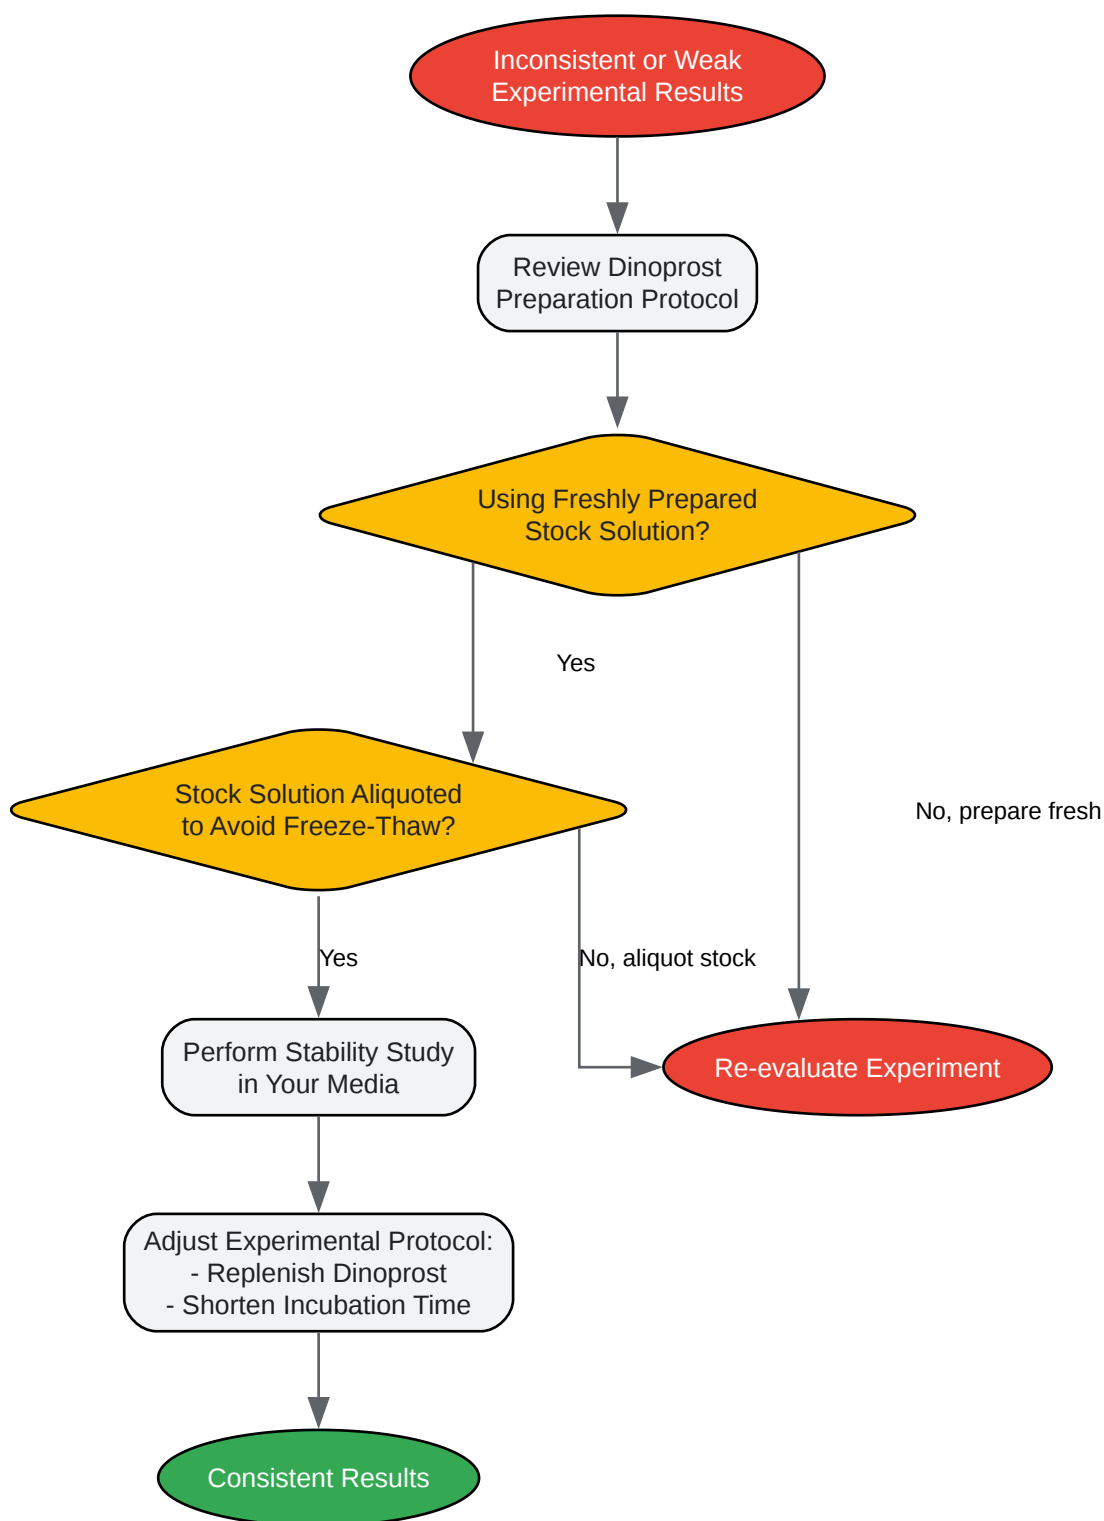 Inconsistent or Weak
Experimental Results
Review Dinoprost
Preparation Protocol
Using Freshly Prepared
Stock Solution?
Yes
Stock Solution Aliquoted
to Avoid Freeze-Thaw?
No, prepare fresh
Yes
No, aliquot stock
Perform Stability Study
in Your Media
Re-evaluate Experiment
Adjust Experimental Protocol:
- Replenish Dinoprost
- Shorten Incubation Time
Consistent Results